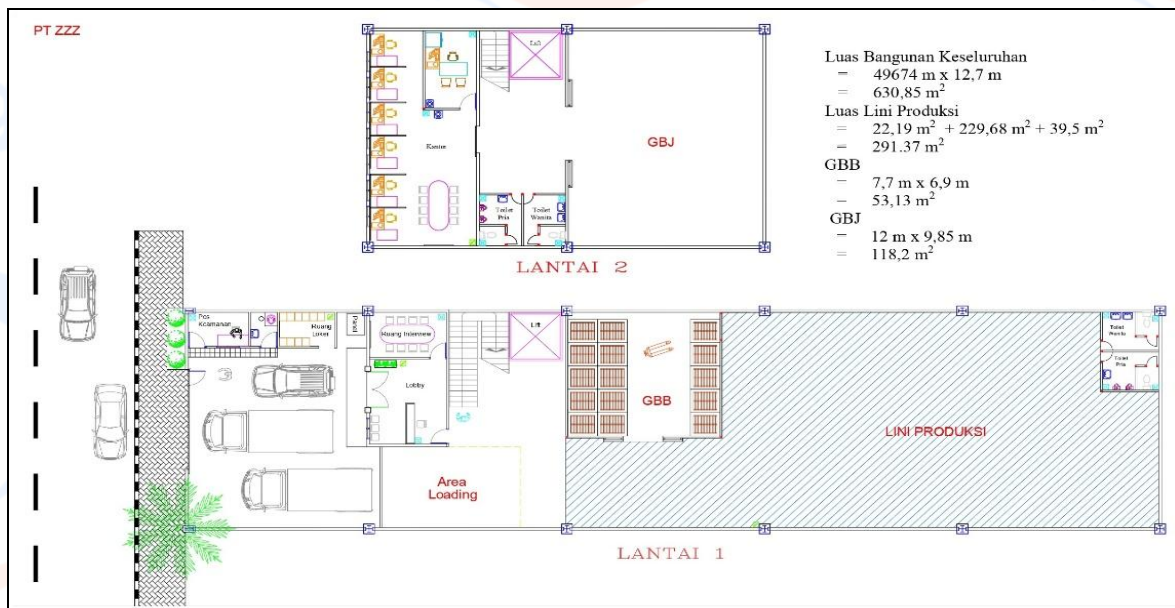 PT ZZZ
Lift
Kantor
GBJ
Toilet
Pria
Toilet
Wanita
LANTAI 2
Luas Bangunan Keseluruhan
= 49674 m x 12,7 m
= 630,85 m²
Luas Lini Produksi
= 22,19 m² + 229,68 m² + 39,5 m²
= 291.37 m²
GBB
= 7,7 m x 6,9 m
= 53,13 m²
GBJ
= 12 m x 9,85 m
= 118,2 m²
Pos
Keamanan
Ruang
Loker
Panel
Ruang Interview
Lift
Lobby
GBB
Toilet
Wanita
Toilet
Pria
LINI PRODUKSI
Area
Loading
LANTAI 1